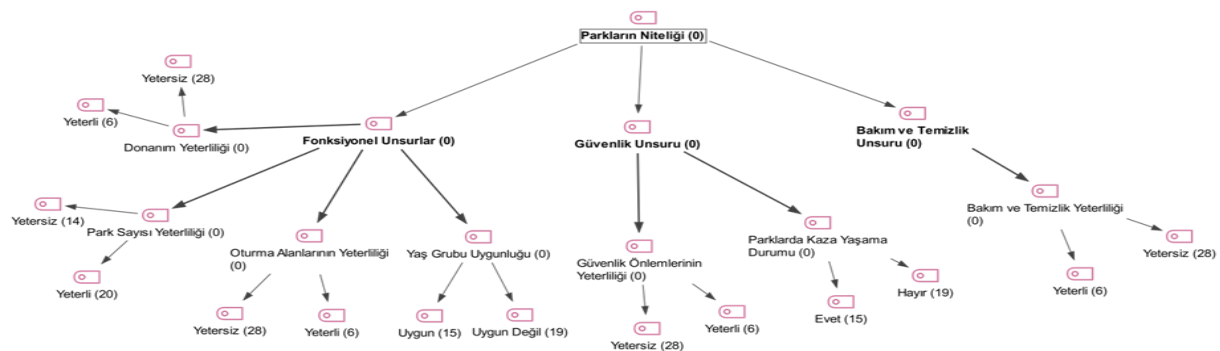 Parkların Niteliği (0)
Yetersiz (28)
Yeterli (6)
Donanım Yeterliliği (0)
Fonksiyonel Unsurlar (0)
Güvenlik Unsuru (0)
Bakım ve Temizlik
Unsuru (0)
Yetersiz (14)
Park Sayısı Yeterliliği (0)
Yeterli (20)
Oturma Alanlarının Yeterliliği
(0)
Yetersiz (28)
Yeterli (6)
Yaş Grubu Uygunluğu (0)
Uygun (15)
Uygun Değil (19)
Güvenlik Önlemlerinin
Yeterliliği (0)
Yetersiz (28)
Yeterli (6)
Parklarda Kaza Yaşama
Durumu (0)
Evet (15)
Hayır (19)
Bakım ve Temizlik Yeterliliği
(0)
Yeterli (6)
Yetersiz (28)